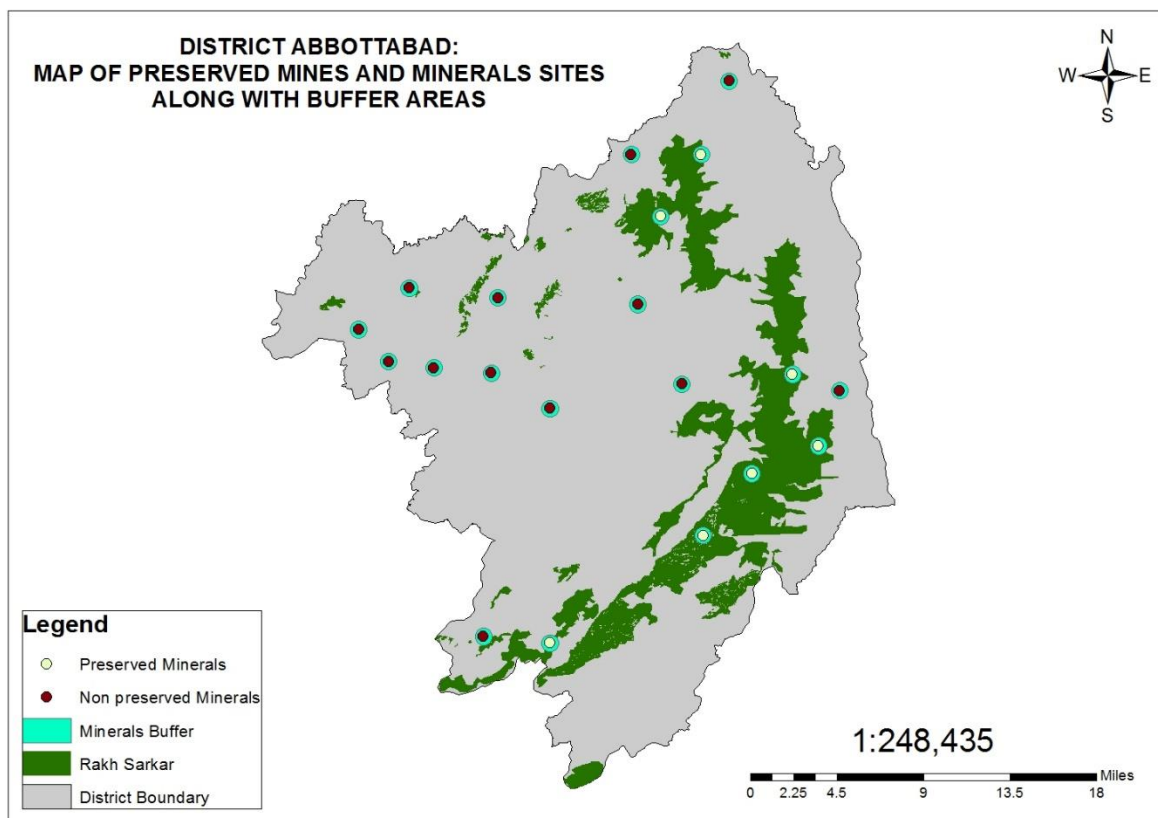 DISTRICT ABBOTTABAD:
MAP OF PRESERVED MINES AND MINERALS SITES
ALONG WITH BUFFER AREAS
N
W E
S
Legend
Preserved Minerals
Non preserved Minerals
Minerals Buffer
Rakh Sarkar
District Boundary
1:248,435
Miles
0 2.25 4.5 9 13.5 18